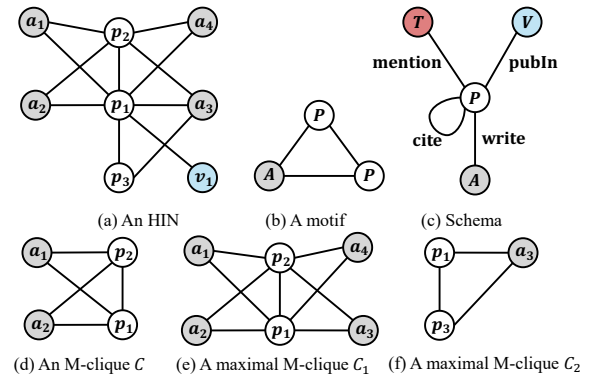 a₁ a₄ T V
p₂
mention pubIn
a₂ p₁ a₃ P P
cite write
p₃ v₁ A P A
(a) An HIN (b) A motif (c) Schema
a₁ p₂ a₁ p₂ a₄ p₁ a₃
a₂ p₁ a₂ p₁ a₃ p₃
(d) An M-clique C (e) A maximal M-clique C₁ (f) A maximal M-clique C₂